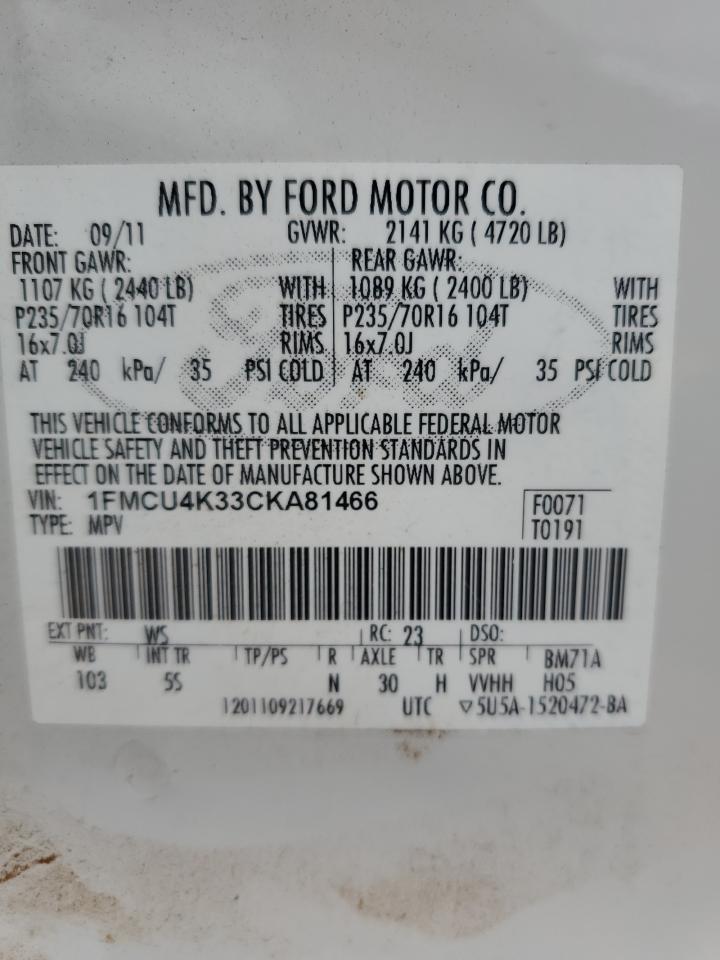 MFD. BY FORD MOTOR CO.
DATE: 09/11 GVWR: 2141 KG ( 4720 LB)
FRONT GAWR: REAR GAWR:
1107 KG ( 2440 LB) WITH 1089 KG ( 2400 LB) WITH
P235/70R16 104T TIRES P235/70R16 104T TIRES
16x7.0J RIMS 16x7.0J RIMS
AT 240 kPa/ 35 PSI COLD AT 240 kPa/ 35 PSI COLD
THIS VEHICLE CONFORMS TO ALL APPLICABLE FEDERAL MOTOR
VEHICLE SAFETY AND THEFT PREVENTION STANDARDS IN
EFFECT ON THE DATE OF MANUFACTURE SHOWN ABOVE.
VIN: 1FMCU4K33CKA81466 F0071
TYPE: MPV T0191
EXT PNT: WS RC: 23 DSO:
WB INT TR TP/PS R AXLE TR SPR BM71A
103 5S N 30 H VVHH H05
1201109217669 UTC ▽5U5A-1520472-BA
Ford